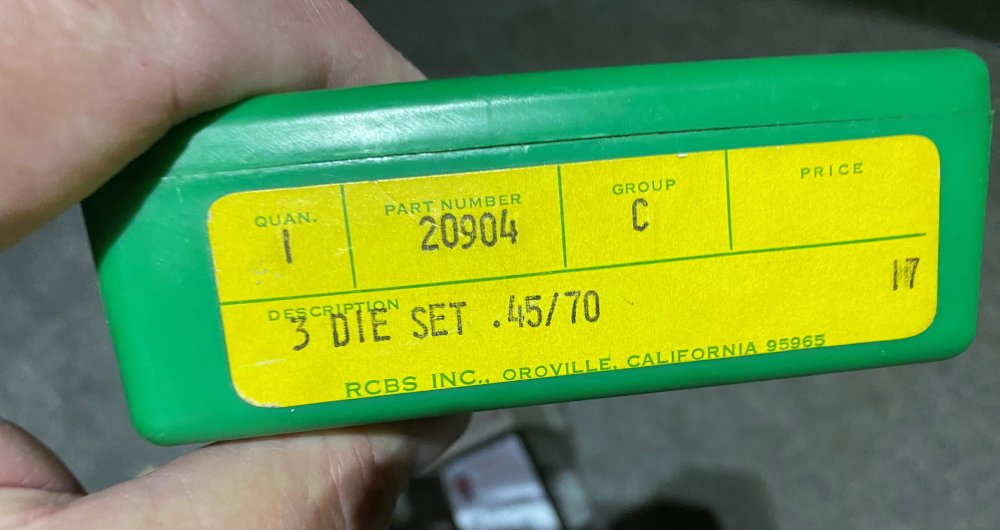 QUAN. PART NUMBER GROUP PRICE
1 20904 C
DESCRIPTION 17
3 DIE SET .45/70
RCBS INC., OROVILLE, CALIFORNIA 95965